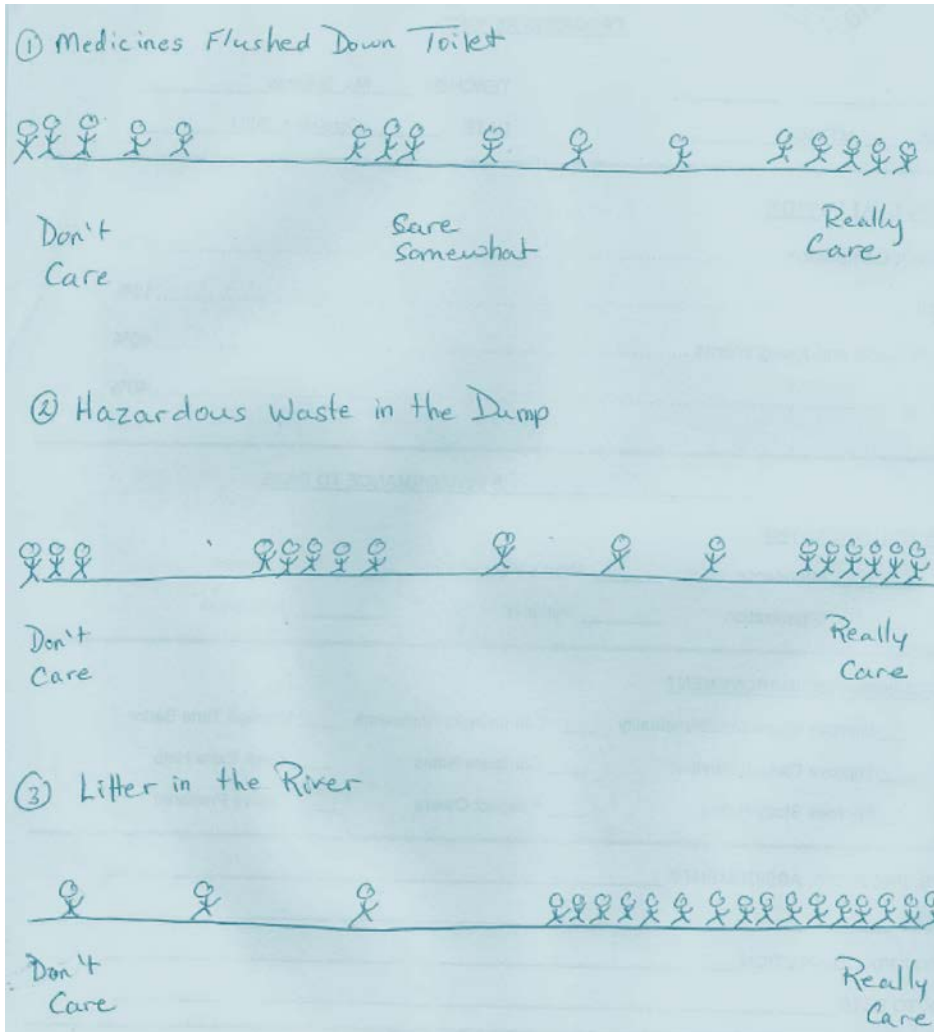 ① Medicines Flushed Down Toilet
Don't
Care
Care
Somewhat
Really
Care
② Hazardous Waste in the Dump
Don't
Care
Really
Care
③ Litter in the River
Don't
Care
Really
Care